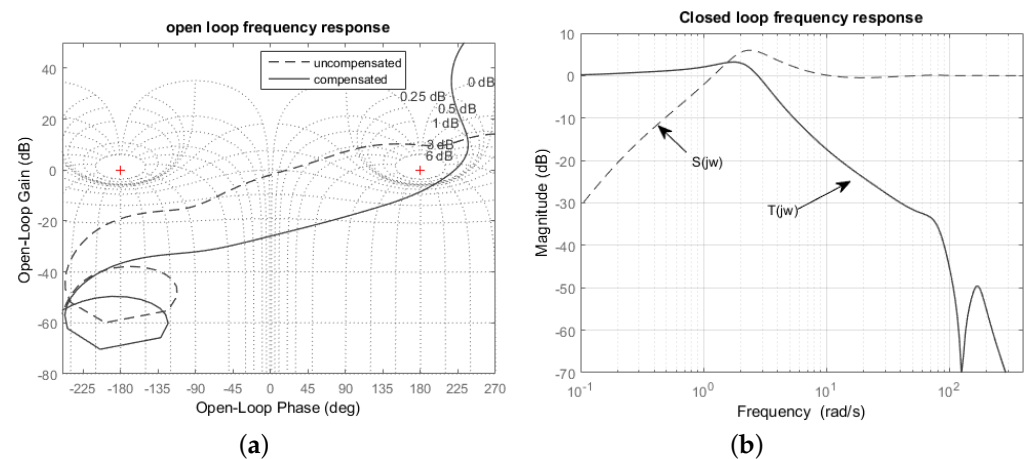 open loop frequency response
uncompensated
compensated
0 dB
0.25 dB
0.5 dB
1 dB
3 dB
6 dB
Open-Loop Gain (dB)
40
20
0
-20
-40
-60
-80
-225 -180 -135 -90 -45 0 45 90 135 180 225 270
Open-Loop Phase (deg)
(a)
Closed loop frequency response
Magnitude (dB)
10
0
-10
-20
-30
-40
-50
-60
-70
S(jw)
T(jw)
10^-1 10^0 10^1 10^2
Frequency (rad/s)
(b)